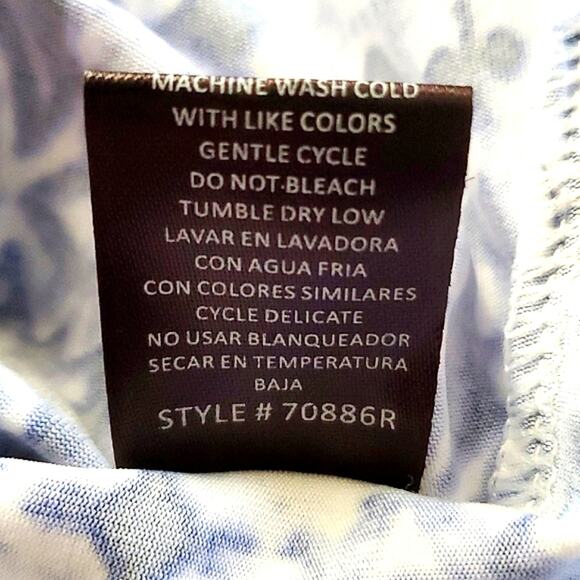 MACHINE WASH COLD
WITH LIKE COLORS
GENTLE CYCLE
DO NOT BLEACH
TUMBLE DRY LOW
LAVAR EN LAVADORA
CON AGUA FRIA
CON COLORES SIMILARES
CYCLE DELICATE
NO USAR BLANQUEADOR
SECAR EN TEMPERATURA
BAJA
STYLE # 70886R